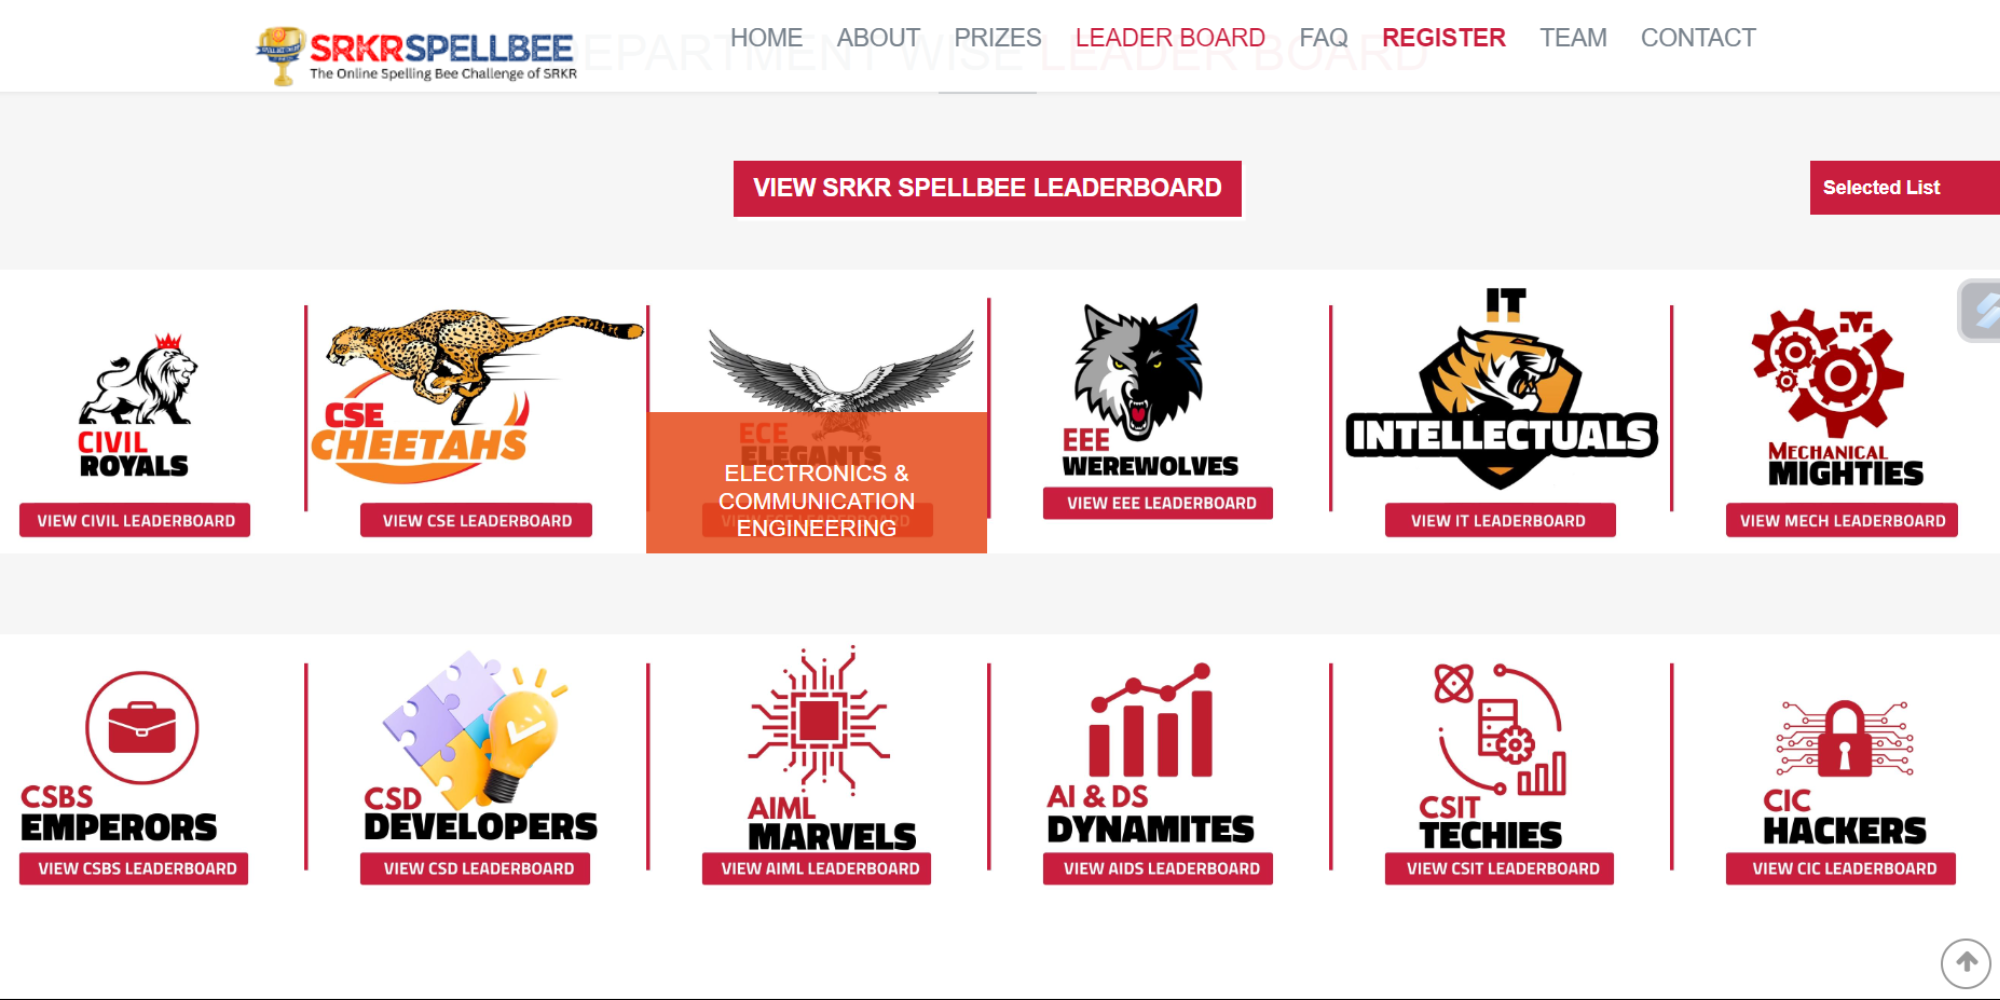 SRKRSPELLBEE
The Online Spelling Bee Challenge of SRKR
HOME ABOUT PRIZES LEADER BOARD FAQ REGISTER TEAM CONTACT
DEPARTMENT WISE LEADER BOARD
VIEW SRKR SPELLBEE LEADERBOARD
Selected List
CIVIL
ROYALS
VIEW CIVIL LEADERBOARD
CSE
CHEETAHS
VIEW CSE LEADERBOARD
ECE
ELEGANTS
ELECTRONICS &
COMMUNICATION
ENGINEERING
EEE
WEREWOLVES
VIEW EEE LEADERBOARD
IT
INTELLECTUALS
VIEW IT LEADERBOARD
MECHANICAL
MIGHTIES
VIEW MECH LEADERBOARD
CSBS
EMPERORS
VIEW CSBS LEADERBOARD
CSD
DEVELOPERS
VIEW CSD LEADERBOARD
AIML
MARVELS
VIEW AIML LEADERBOARD
AI & DS
DYNAMITES
VIEW AIDS LEADERBOARD
CSIT
TECHIES
VIEW CSIT LEADERBOARD
CIC
HACKERS
VIEW CIC LEADERBOARD